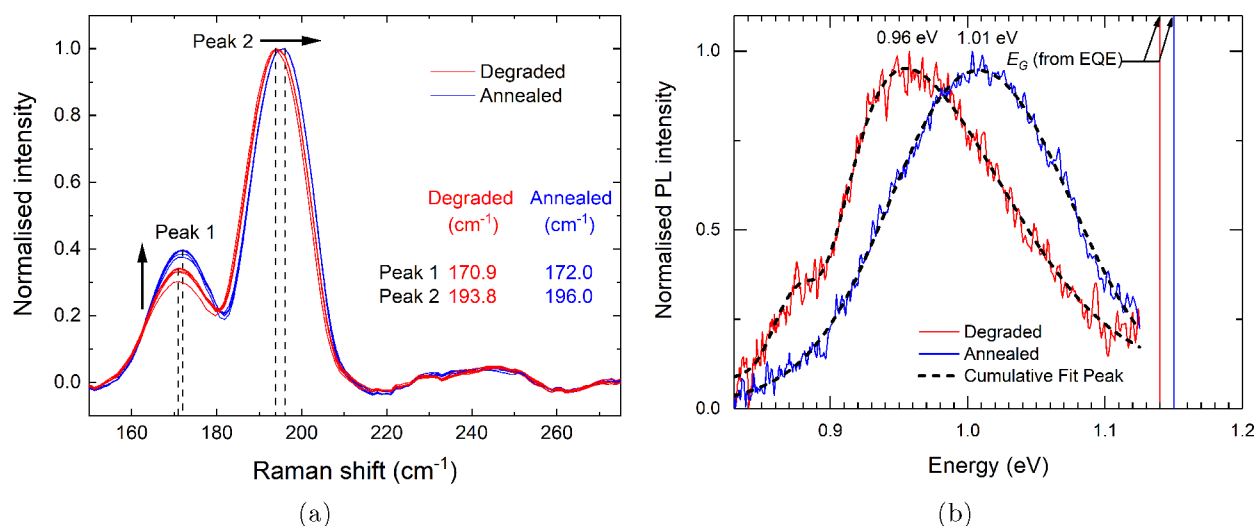 Peak 2
Degraded
Annealed
Peak 1
Degraded Annealed
(cm⁻¹) (cm⁻¹)
Peak 1 170.9 172.0
Peak 2 193.8 196.0
Normalised intensity
1.0
0.8
0.6
0.4
0.2
0.0
160 180 200 220 240 260
Raman shift (cm⁻¹)
(a)
0.96 eV 1.01 eV
E_G (from EQE)
Normalised PL intensity
1.0
0.5
0.0
Degraded
Annealed
Cumulative Fit Peak
0.9 1.0 1.1 1.2
Energy (eV)
(b)